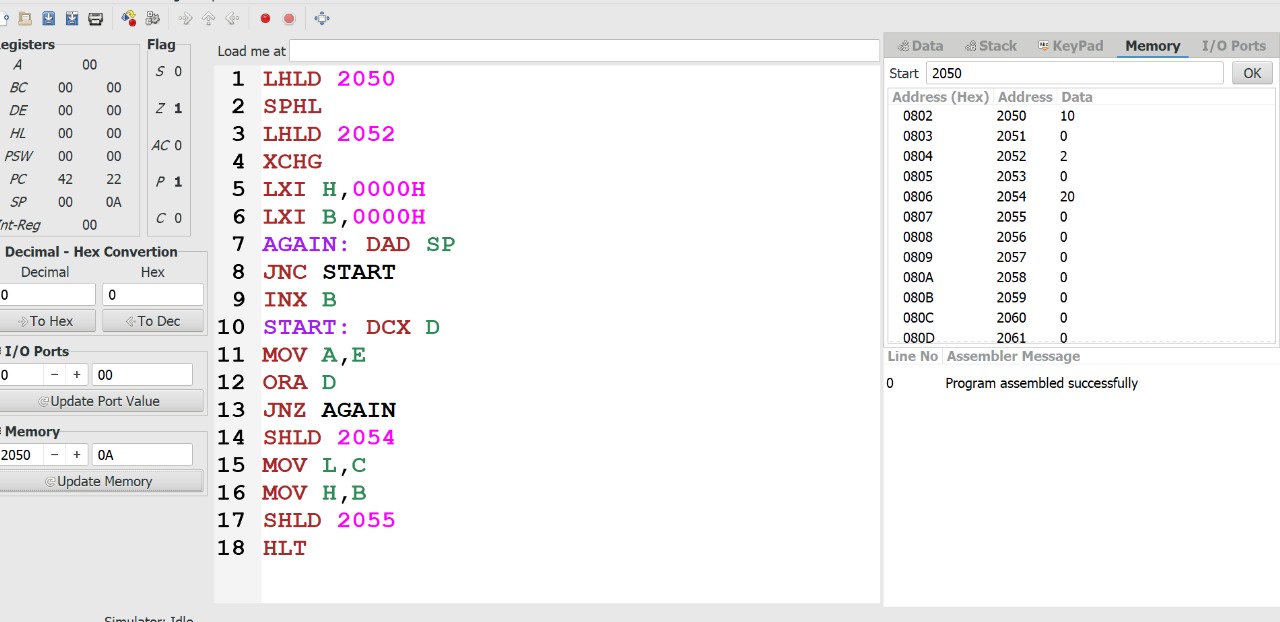 Registers
Flag
A 00
BC 00 00
DE 00 00
HL 00 00
PSW 00 00
PC 42 22
SP 00 0A
Int-Reg 00
S 0
Z 1
AC 0
P 1
C 0
Decimal - Hex Convertion
Decimal Hex
0 0
To Hex To Dec
I/O Ports
0 − + 00
Update Port Value
Memory
2050 − + 0A
Update Memory
Load me at
1 LHLD 2050
2 SPHL
3 LHLD 2052
4 XCHG
5 LXI H,0000H
6 LXI B,0000H
7 AGAIN: DAD SP
8 JNC START
9 INX B
10 START: DCX D
11 MOV A,E
12 ORA D
13 JNZ AGAIN
14 SHLD 2054
15 MOV L,C
16 MOV H,B
17 SHLD 2055
18 HLT
Data Stack KeyPad Memory I/O Ports
Start 2050 OK
Address (Hex) Address Data
0802 2050 10
0803 2051 0
0804 2052 2
0805 2053 0
0806 2054 20
0807 2055 0
0808 2056 0
0809 2057 0
080A 2058 0
080B 2059 0
080C 2060 0
080D 2061 0
Line No Assembler Message
0 Program assembled successfully
Simulator: Idle